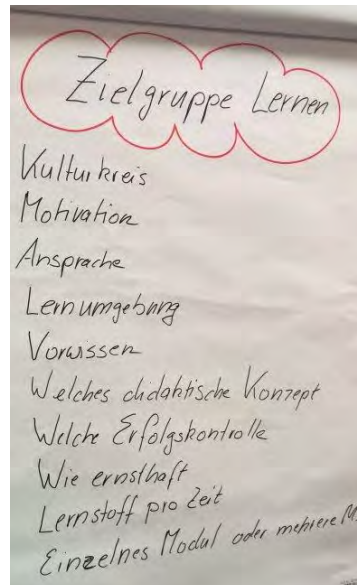 Zielgruppe Lernen
Kulturkreis
Motivation
Ansprache
Lernumgebung
Vorwissen
Welches didaktische Konzept
Welche Erfolgskontrolle
Wie ernsthaft
Lernstoff pro Zeit
Einzelnes Modul oder mehrere M